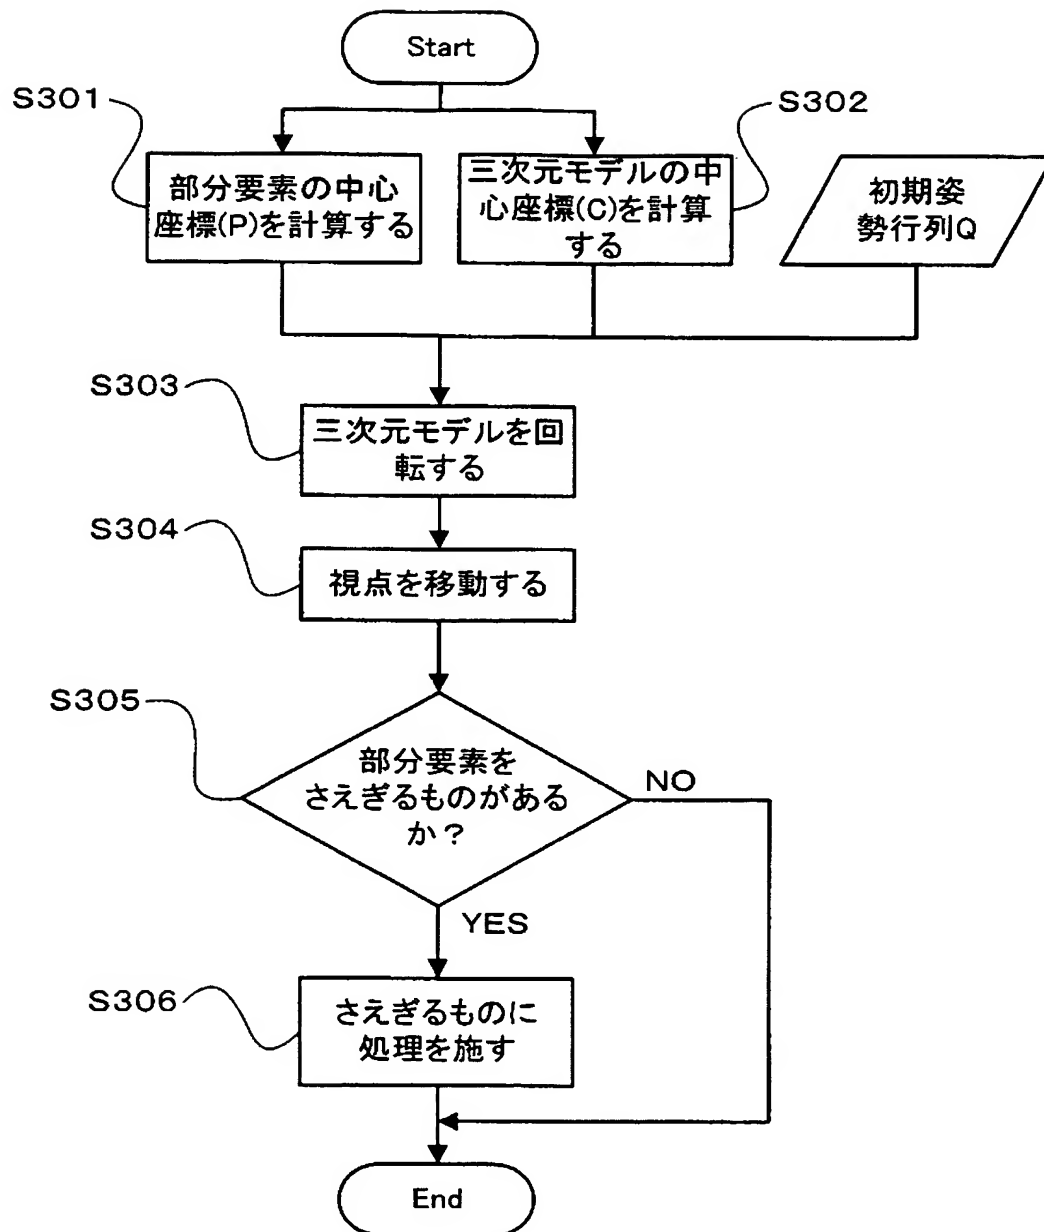 Start
S301
S302
部分要素の中心
座標(P)を計算する
三次元モデルの中
心座標(C)を計算
する
初期姿
勢行列Q
S303
三次元モデルを回
転する
S304
視点を移動する
S305
部分要素を
さえぎるものがある
か？
NO
YES
S306
さえぎるものに
処理を施す
End